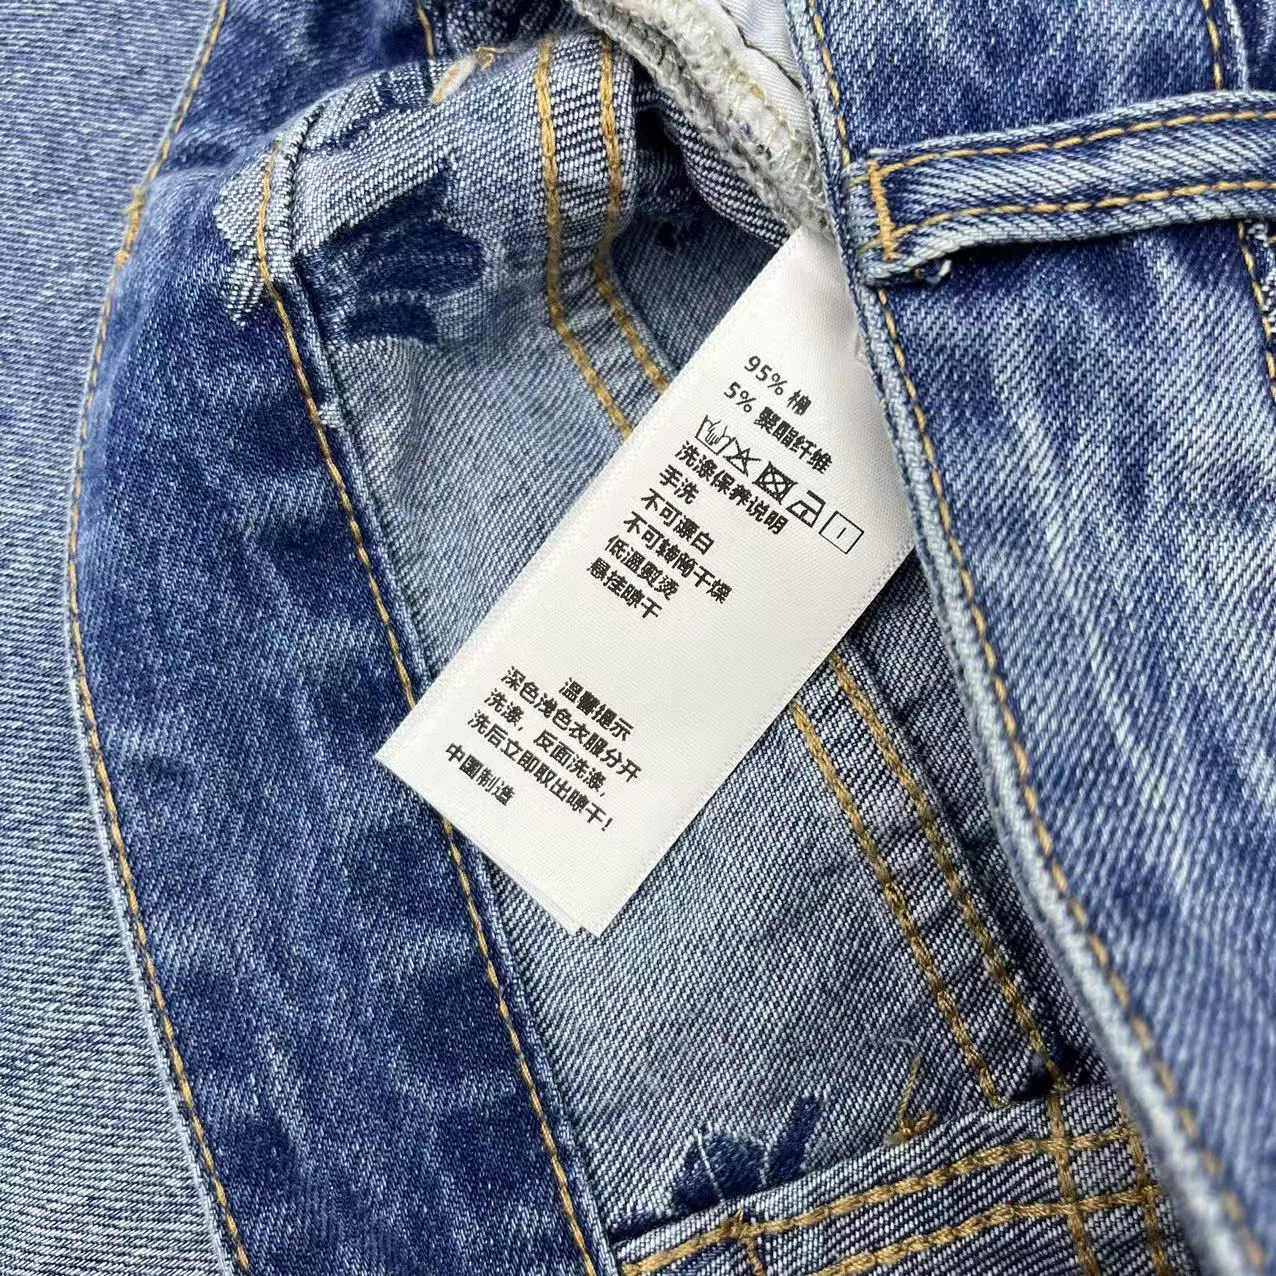 95% 棉
5% 聚酯纤维
洗涤保养说明
手洗
不可漂白
不可转筒干燥
低温熨烫
悬挂晾干
温馨提示
深色浅色衣服分开
洗涤，反面洗涤，
洗后立即取出晾干!
中國制造